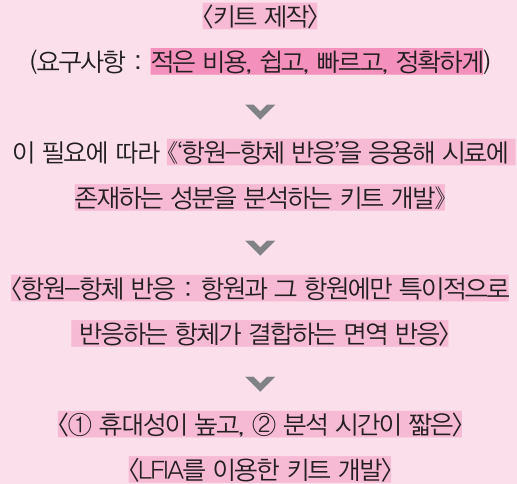 〈키트 제작〉
(요구사항 : 적은 비용, 쉽고, 빠르고, 정확하게)
이 필요에 따라 《‘항원–항체 반응’을 응용해 시료에
존재하는 성분을 분석하는 키트 개발》
〈항원–항체 반응 : 항원과 그 항원에만 특이적으로
반응하는 항체가 결합하는 면역 반응〉
〈① 휴대성이 높고, ② 분석 시간이 짧은〉
〈LFIA를 이용한 키트 개발〉